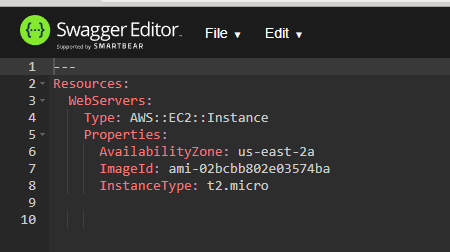 Swagger Editor File ▼ Edit ▼
Supported by SMARTBEAR
1 ---
2 Resources:
3 WebServers:
4 Type: AWS::EC2::Instance
5 Properties:
6 AvailabilityZone: us-east-2a
7 ImageId: ami-02bcbb802e03574ba
8 InstanceType: t2.micro
9
10